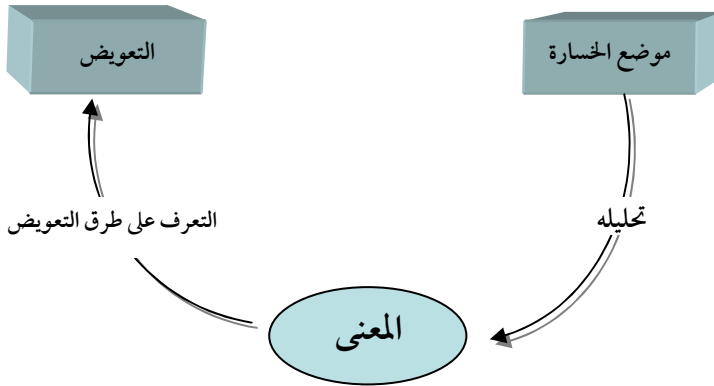 موضع الخسارة
التعويض
تحليله
التعرف على طرق التعويض
المعنى